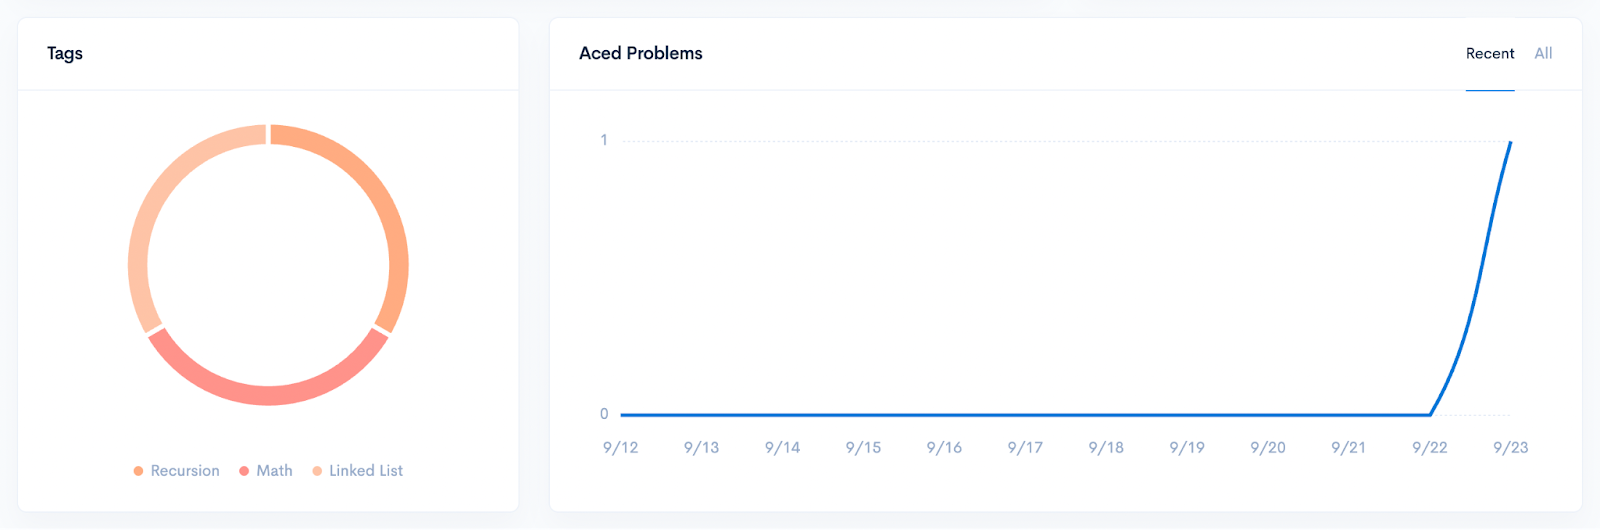 Tags
Recursion Math Linked List
Aced Problems
Recent All
1
0
9/12 9/13 9/14 9/15 9/16 9/17 9/18 9/19 9/20 9/21 9/22 9/23